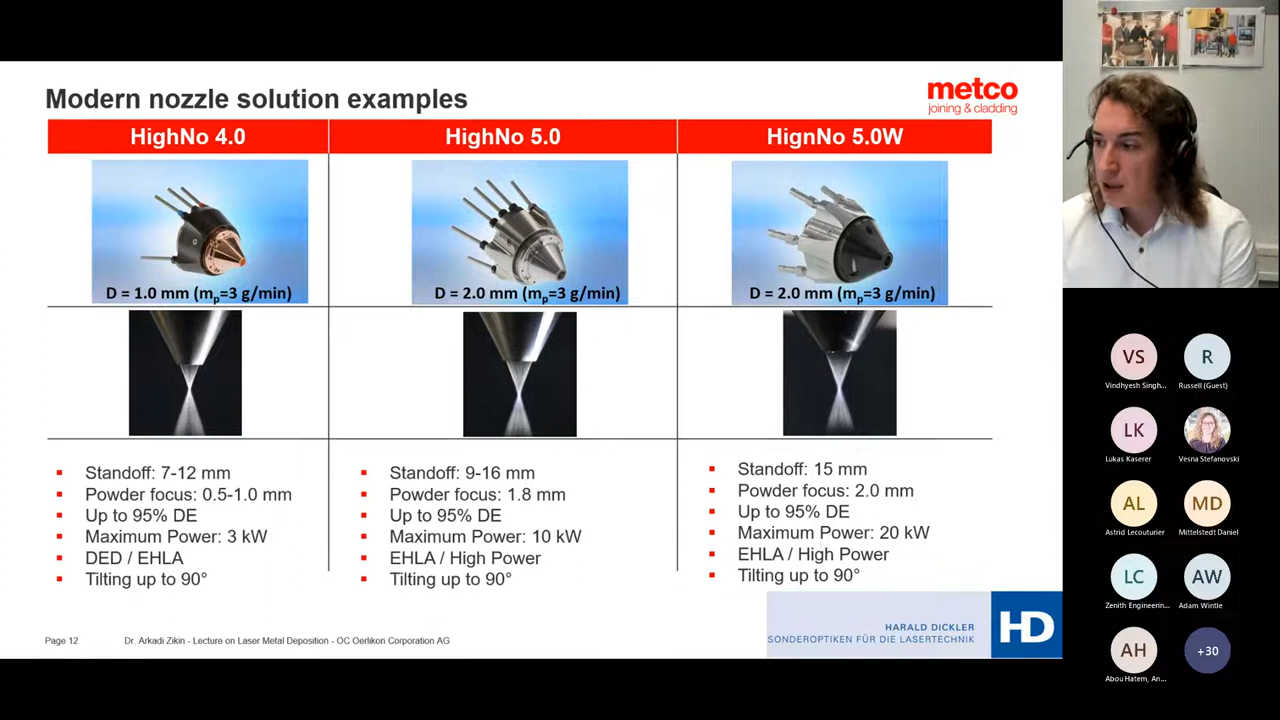 Modern nozzle solution examples
metco
joining & cladding
HighNo 4.0
HighNo 5.0
HignNo 5.0W
D = 1.0 mm (mp=3 g/min)
D = 2.0 mm (mp=3 g/min)
D = 2.0 mm (mp=3 g/min)
Standoff: 7-12 mm
Powder focus: 0.5-1.0 mm
Up to 95% DE
Maximum Power: 3 kW
DED / EHLA
Tilting up to 90°
Standoff: 9-16 mm
Powder focus: 1.8 mm
Up to 95% DE
Maximum Power: 10 kW
EHLA / High Power
Tilting up to 90°
Standoff: 15 mm
Powder focus: 2.0 mm
Up to 95% DE
Maximum Power: 20 kW
EHLA / High Power
Tilting up to 90°
HARALD DICKLER
SONDEROPTIKEN FÜR DIE LASERTECHNIK
HD
Page 12
Dr. Arkadi Zikin - Lecture on Laser Metal Deposition - OC Oerlikon Corporation AG
VS
Vindhyesh Singh...
R
Russell (Guest)
LK
Lukas Kaserer
Vesna Stefanovski
AL
Astrid Lecouturier
MD
Mittelstedt Daniel
LC
Zenith Engineerin...
AW
Adam Wintle
AH
Abou Hatem, An...
+30